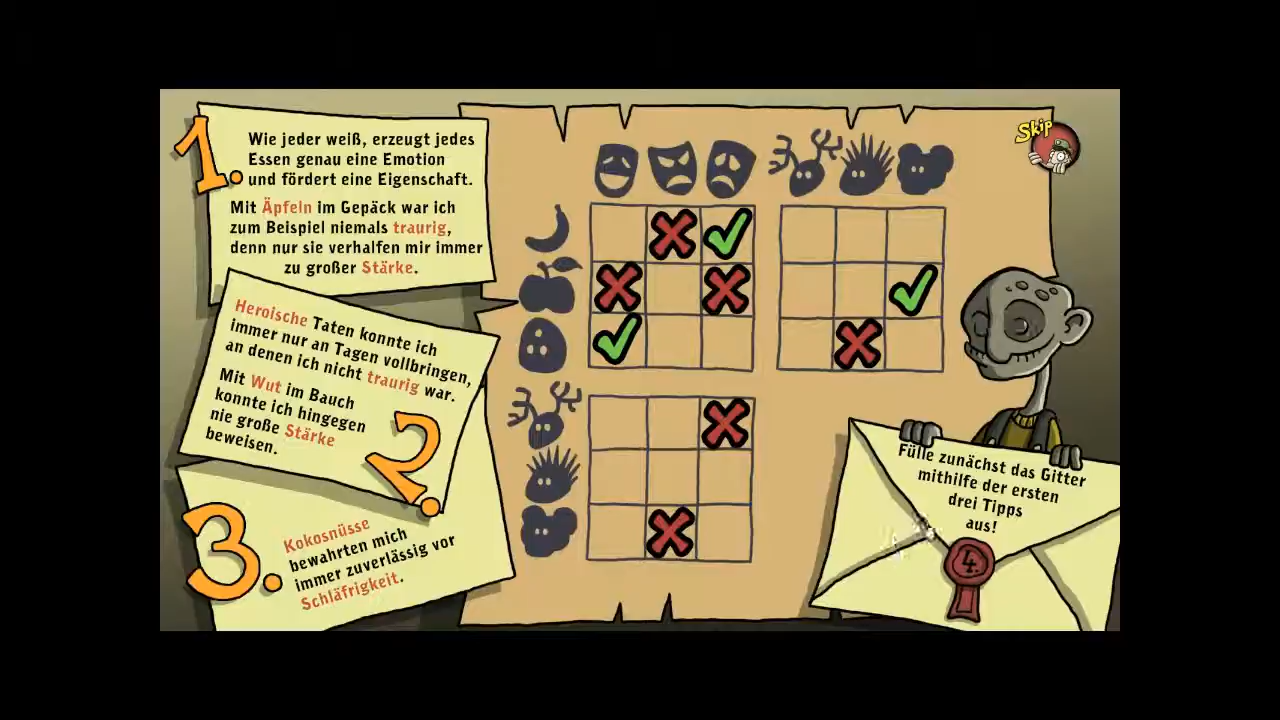 1.
Wie jeder weiß, erzeugt jedes
Essen genau eine Emotion
und fördert eine Eigenschaft.
Mit Äpfeln im Gepäck war ich
zum Beispiel niemals traurig,
denn nur sie verhalfen mir immer
zu großer Stärke.
Heroische Taten konnte ich
immer nur an Tagen vollbringen,
an denen ich nicht traurig war.
Mit Wut im Bauch
konnte ich hingegen
nie große Stärke
beweisen.
2.
3.
Kokosnüsse
bewahrten mich
immer zuverlässig vor
Schläfrigkeit.
Skip
Fülle zunächst das Gitter
mithilfe der ersten
drei Tipps
aus!
4.